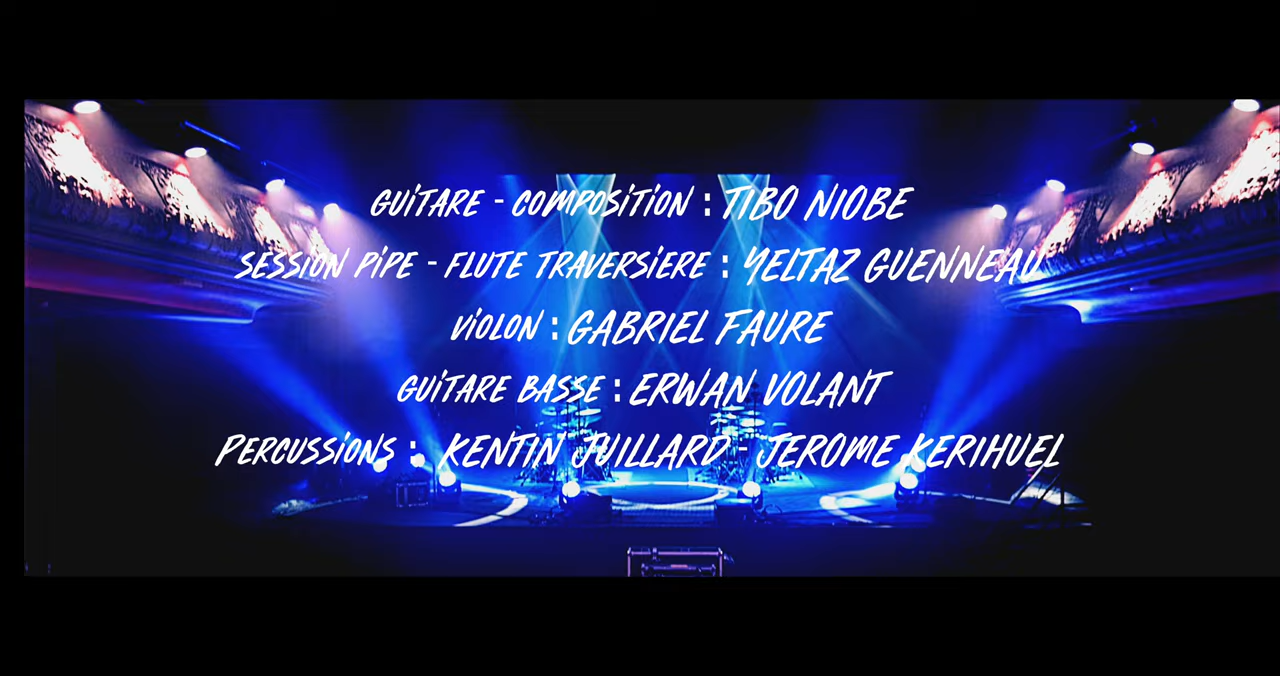 GUITARE - COMPOSITION : TIBO NIOBE
SESSION PIPE - FLUTE TRAVERSIERE : YELTAZ GUENNEAU
VIOLON : GABRIEL FAURE
GUITARE BASSE : ERWAN VOLANT
PERCUSSIONS : KENTIN JUILLARD - JEROME KERIHUEL